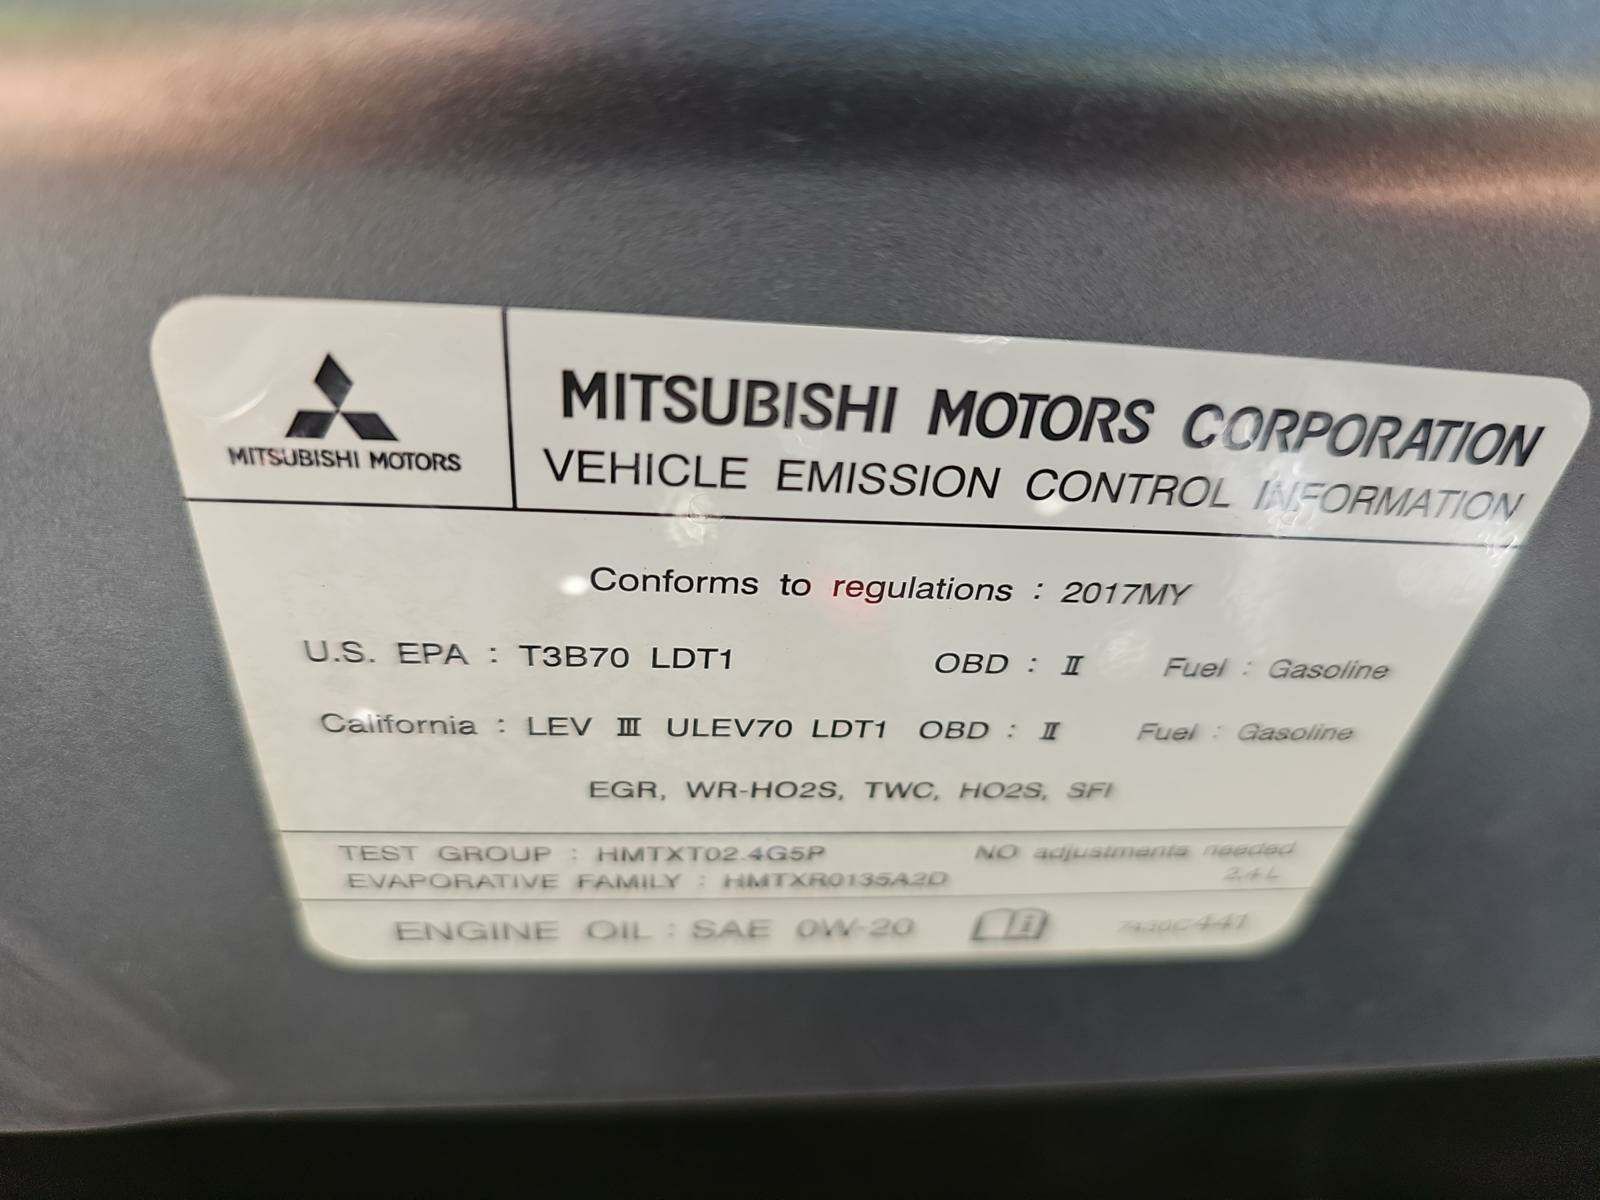 MITSUBISHI MOTORS
MITSUBISHI MOTORS CORPORATION
VEHICLE EMISSION CONTROL INFORMATION
Conforms to regulations : 2017MY
U.S. EPA : T3B70 LDT1 OBD : II Fuel : Gasoline
California : LEV III ULEV70 LDT1 OBD : II Fuel : Gasoline
EGR, WR-HO2S, TWC, HO2S, SFI
TEST GROUP : HMTXT02.4G5P NO adjustments needed
EVAPORATIVE FAMILY : HMTXR0135A2D 2.4L
ENGINE OIL : SAE 0W-20